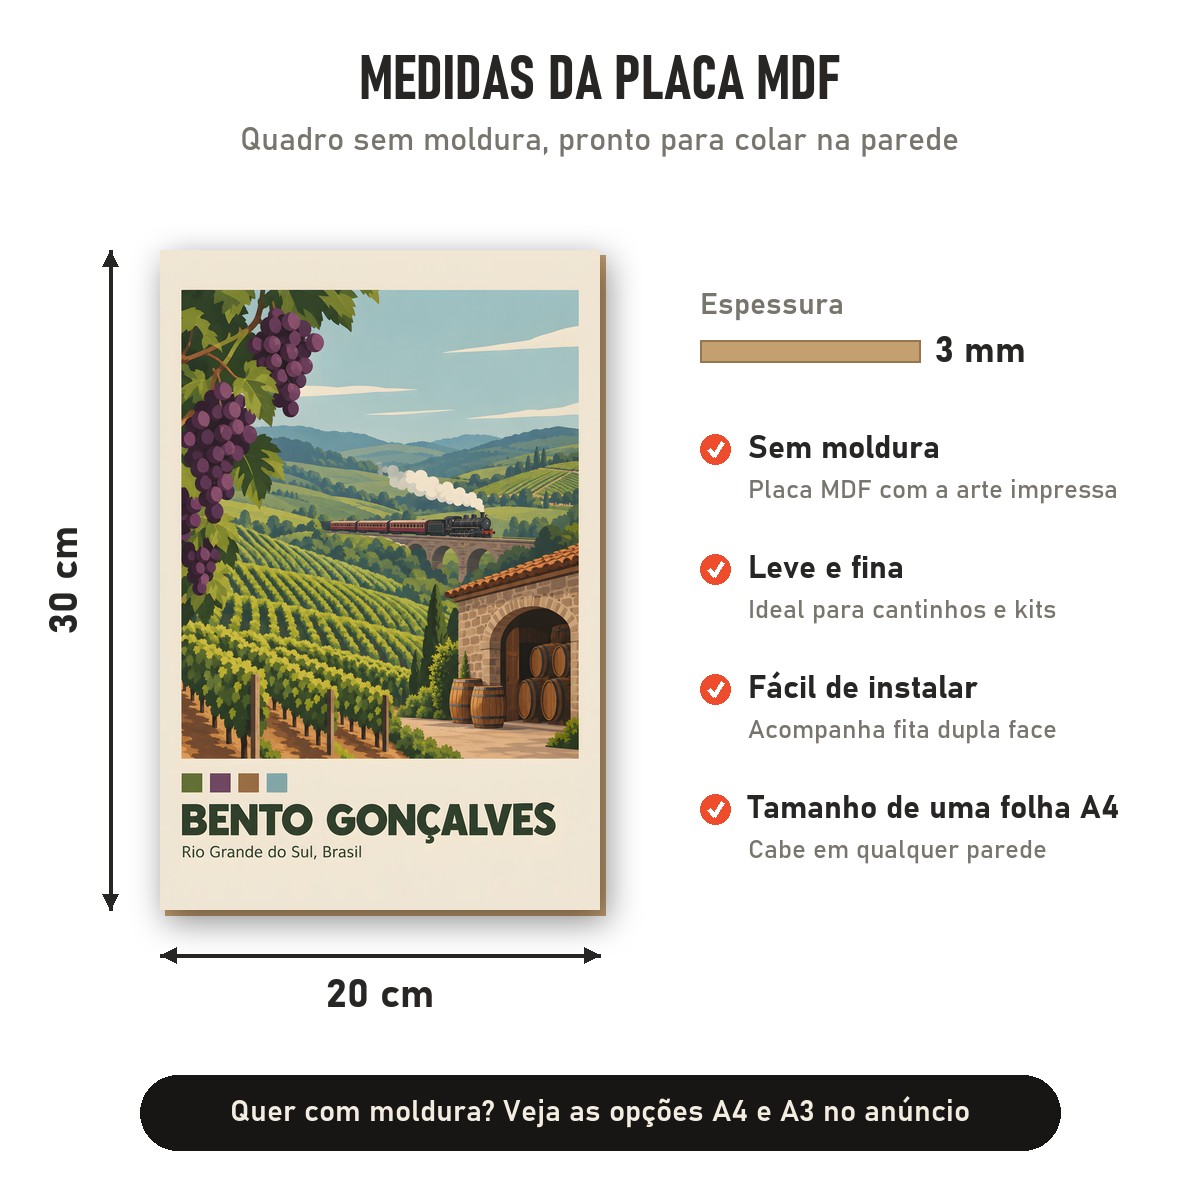 MEDIDAS DA PLACA MDF
Quadro sem moldura, pronto para colar na parede
30 cm
BENTO GONÇALVES
Rio Grande do Sul, Brasil
20 cm
Espessura
3 mm
Sem moldura
Placa MDF com a arte impressa
Leve e fina
Ideal para cantinhos e kits
Fácil de instalar
Acompanha fita dupla face
Tamanho de uma folha A4
Cabe em qualquer parede
Quer com moldura? Veja as opções A4 e A3 no anúncio